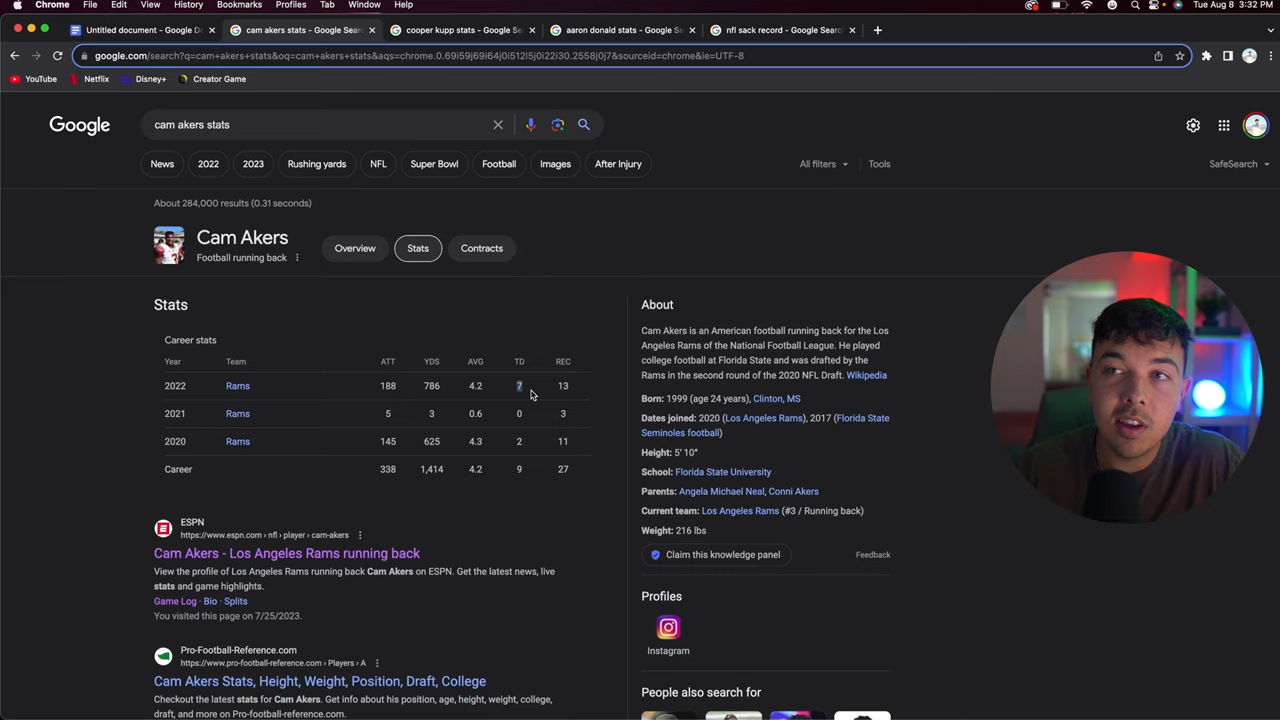 Chrome File Edit View History Bookmarks Profiles Tab Window Help Tue Aug 8 3:32 PM
Untitled document - Google D cam akers stats - Google Sear cooper kupp stats - Google S aaron donald stats - Google S nfl sack record - Google Searc
google.com/search?q=cam+akers+stats&oq=cam+akers+stats&aqs=chrome.0.69i59j69i64j0i512l5j0i22i30.2558j0j7&sourceid=chrome&ie=UTF-8
YouTube Netflix Disney+ Creator Game
Google cam akers stats
News 2022 2023 Rushing yards NFL Super Bowl Football Images After Injury All filters Tools SafeSearch
About 284,000 results (0.31 seconds)
Cam Akers
Football running back
Overview Stats Contracts
Stats
Career stats
Year Team ATT YDS AVG TD REC
2022 Rams 188 786 4.2 7 13
2021 Rams 5 3 0.6 0 3
2020 Rams 145 625 4.3 2 11
Career 338 1,414 4.2 9 27
ESPN
https://www.espn.com › nfl › player › cam-akers
Cam Akers - Los Angeles Rams running back
View the profile of Los Angeles Rams running back Cam Akers on ESPN. Get the latest news, live
stats and game highlights.
Game Log · Bio · Splits
You visited this page on 7/25/2023.
Pro-Football-Reference.com
https://www.pro-football-reference.com › Players › A
Cam Akers Stats, Height, Weight, Position, Draft, College
Checkout the latest stats for Cam Akers. Get info about his position, age, height, weight, college,
draft, and more on Pro-football-reference.com.
About
Cam Akers is an American football running back for the Los
Angeles Rams of the National Football League. He played
college football at Florida State and was drafted by the
Rams in the second round of the 2020 NFL Draft. Wikipedia
Born: 1999 (age 24 years), Clinton, MS
Dates joined: 2020 (Los Angeles Rams), 2017 (Florida State
Seminoles football)
Height: 5′ 10″
School: Florida State University
Parents: Angela Michael Neal, Conni Akers
Current team: Los Angeles Rams (#3 / Running back)
Weight: 216 lbs
Claim this knowledge panel Feedback
Profiles
Instagram
People also search for